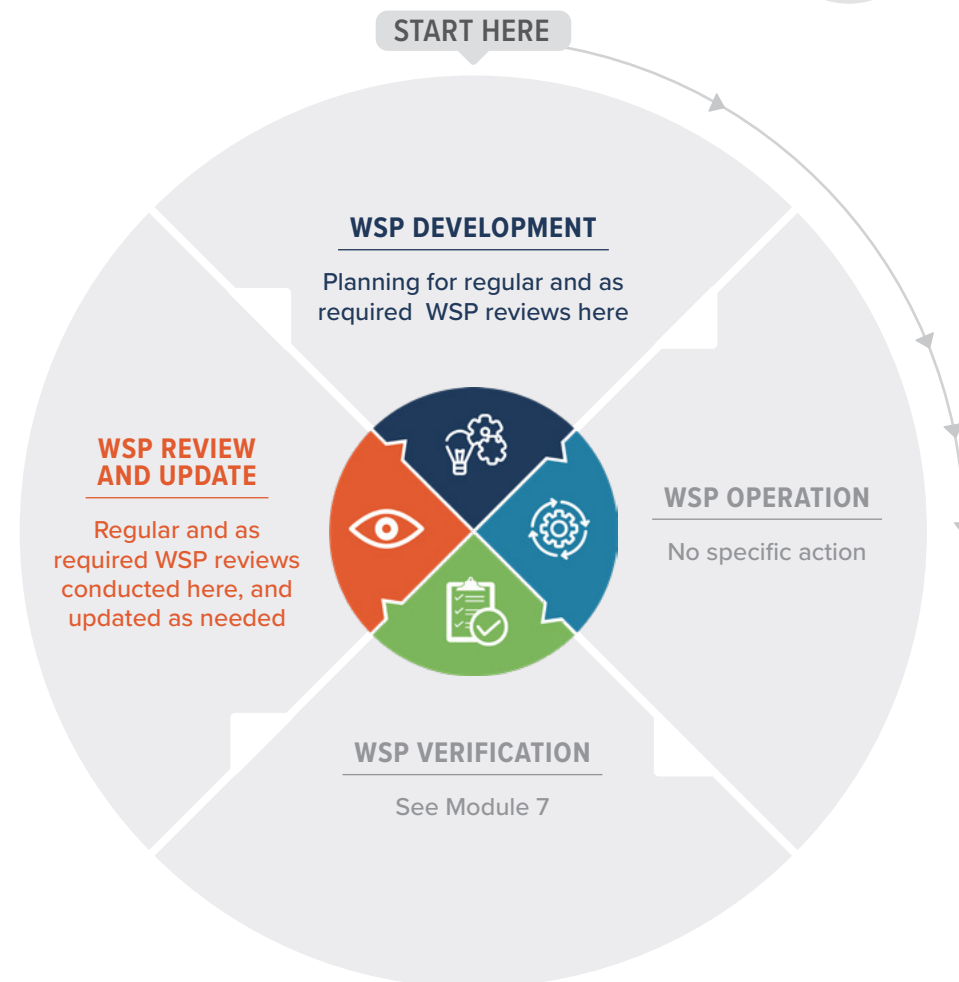 START HERE
WSP DEVELOPMENT
Planning for regular and as
required WSP reviews here
WSP REVIEW
AND UPDATE
Regular and as
required WSP reviews
conducted here, and
updated as needed
WSP OPERATION
No specific action
WSP VERIFICATION
See Module 7